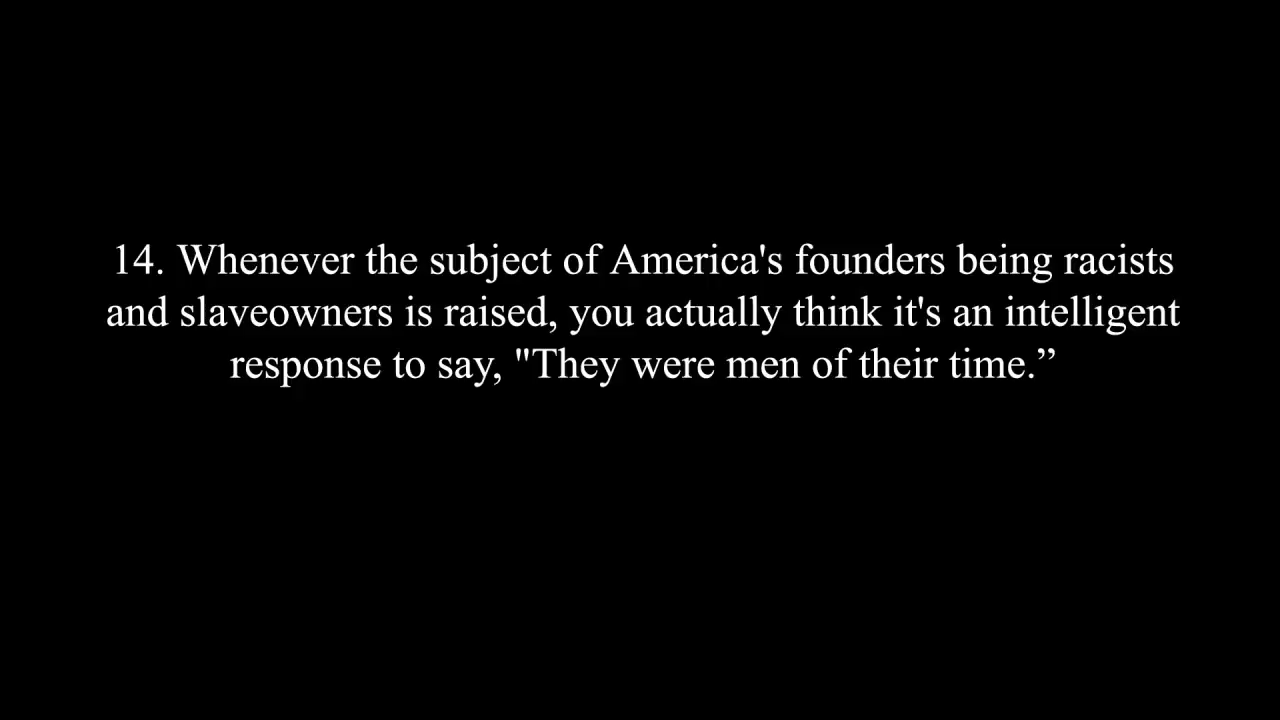 14. Whenever the subject of America's founders being racists
and slaveowners is raised, you actually think it's an intelligent
response to say, "They were men of their time.”